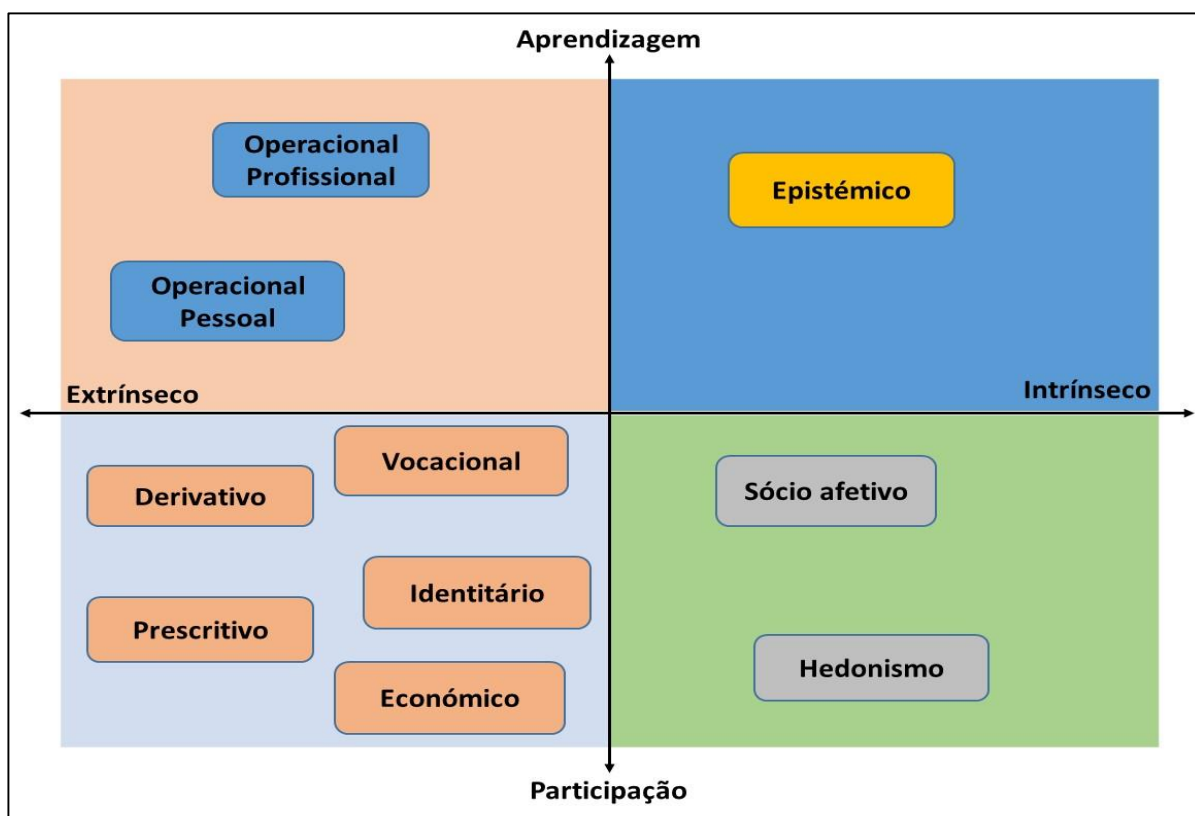 Aprendizagem
Operacional
Profissional
Epistémico
Operacional
Pessoal
Extrínseco
Intrínseco
Vocacional
Derivativo
Sócio afetivo
Identitário
Prescritivo
Hedonismo
Económico
Participação